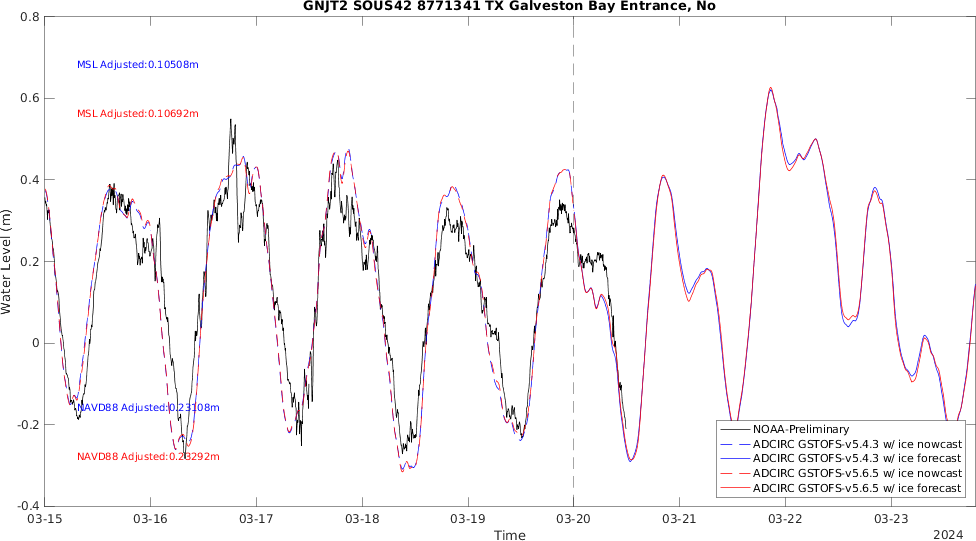 GNJT2 SOUS42 8771341 TX Galveston Bay Entrance, No
0.8
MSL Adjusted:0.10508m
0.6
MSL Adjusted:0.10692m
0.4
Water Level (m)
0.2
0
NAVD88 Adjusted:0.23108m
-0.2
NAVD88 Adjusted:0.23292m
-0.4
NOAA-Preliminary
ADCIRC GSTOFS-v5.4.3 w/ ice nowcast
ADCIRC GSTOFS-v5.4.3 w/ ice forecast
ADCIRC GSTOFS-v5.6.5 w/ ice nowcast
ADCIRC GSTOFS-v5.6.5 w/ ice forecast
03-15 03-16 03-17 03-18 03-19 03-20 03-21 03-22 03-23
Time
2024